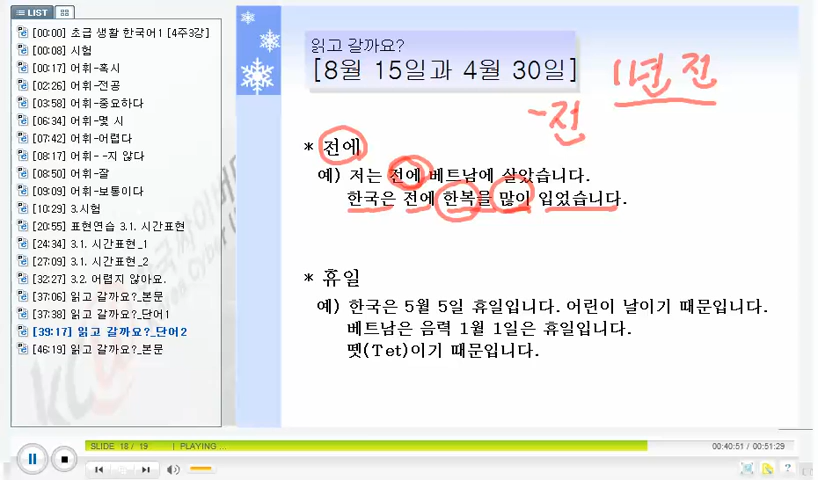 LIST
[00:00] 초급 생활 한국어1 [4주3강]
[00:08] 시험
[00:17] 어휘-혹시
[02:26] 어휘-전공
[03:58] 어휘-중요하다
[06:34] 어휘-몇 시
[07:42] 어휘-어렵다
[08:17] 어휘- -지 않다
[08:50] 어휘-잘
[09:09] 어휘-보통이다
[10:29] 3.시험
[20:55] 표현연습 3.1. 시간표현
[24:34] 3.1. 시간표현_1
[27:09] 3.1. 시간표현_2
[32:27] 3.2. 어렵지 않아요.
[37:06] 읽고 갈까요?_본문
[37:38] 읽고 갈까요?_단어1
[39:17] 읽고 갈까요?_단어2
[46:19] 읽고 갈까요?_본문
읽고 갈까요?
[8월 15일과 4월 30일]
1년 전
-전
* 전에
예) 저는 전에 베트남에 살았습니다.
한국은 전에 한복을 많이 입었습니다.
* 휴일
예) 한국은 5월 5일 휴일입니다. 어린이 날이기 때문입니다.
베트남은 음력 1월 1일은 휴일입니다.
뗏(Tet)이기 때문입니다.
SLIDE 18 / 19 | PLAYING ...
00:40:51 / 00:51:29